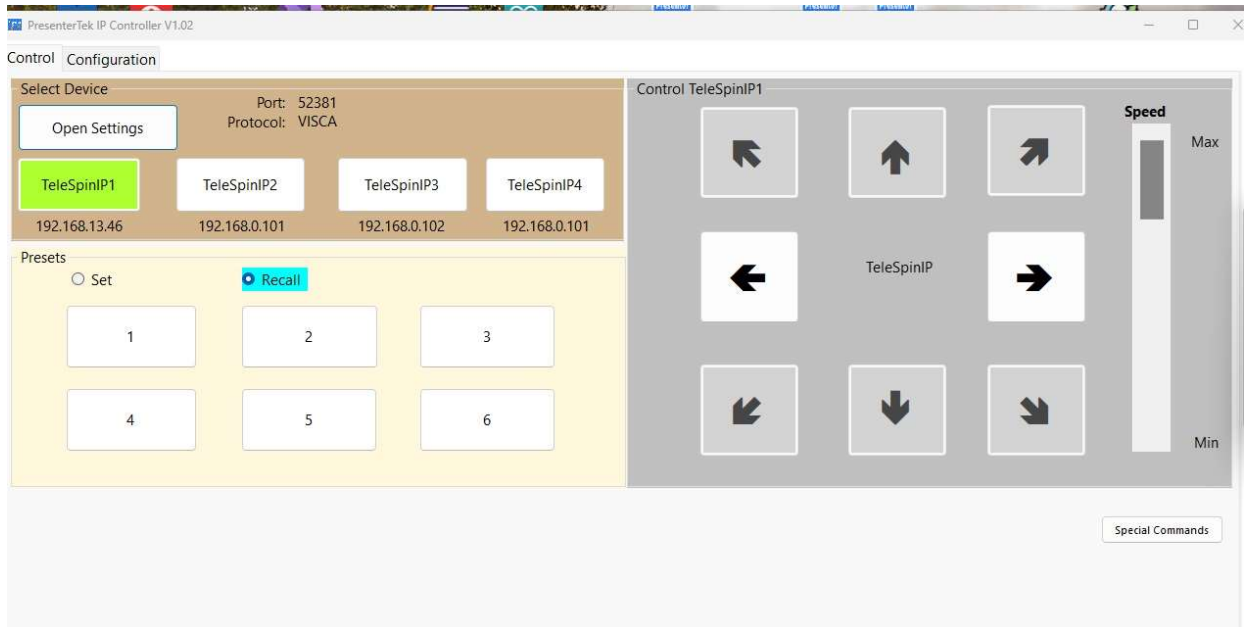 PresenterTek IP Controller V1.02
Control Configuration
Select Device
Port: 52381
Open Settings
Protocol: VISCA
TeleSpinIP1 TeleSpinIP2 TeleSpinIP3 TeleSpinIP4
192.168.13.46 192.168.0.101 192.168.0.102 192.168.0.101
Presets
Set Recall
1 2 3
4 5 6
Control TeleSpinIP1
Speed
Max
TeleSpinIP
Min
Special Commands